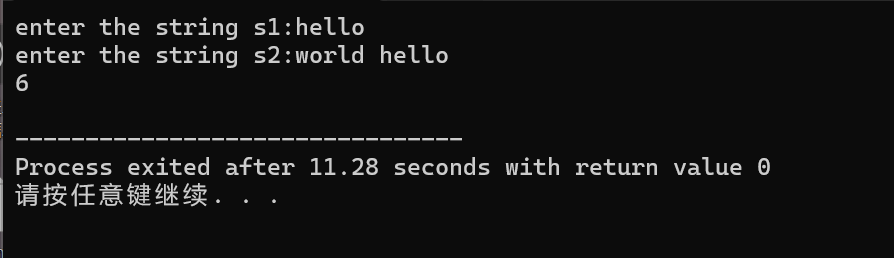 enter the string s1:hello
enter the string s2:world hello
6
--------------------------------
Process exited after 11.28 seconds with return value 0
请按任意键继续. . .